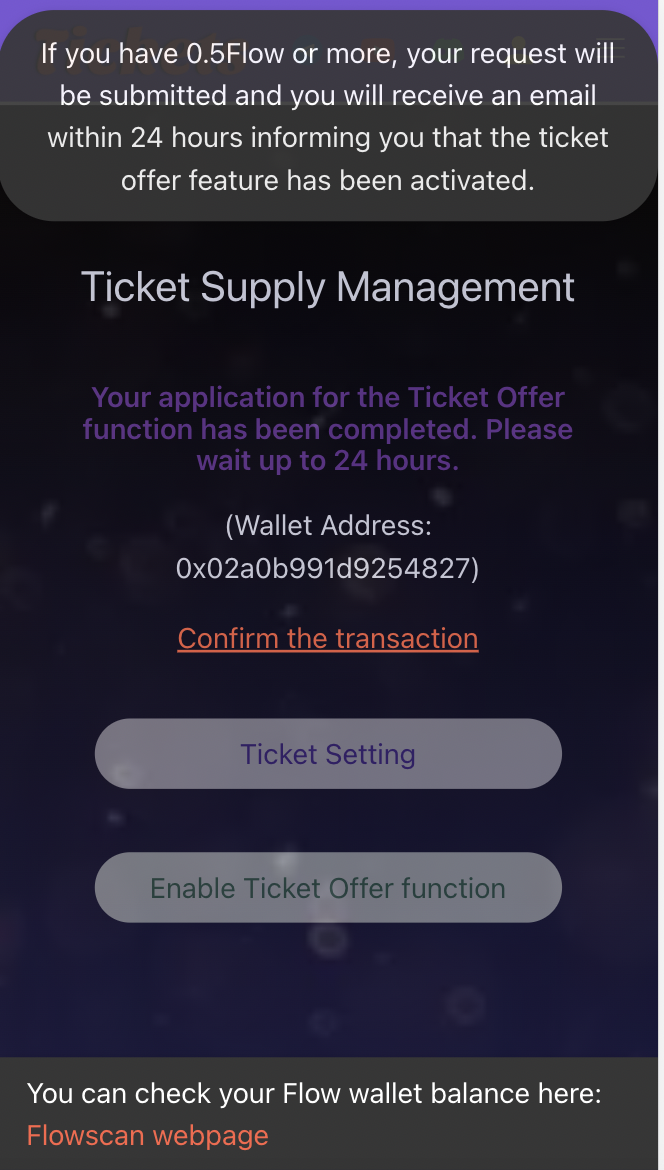 If you have 0.5Flow or more, your request will
be submitted and you will receive an email
within 24 hours informing you that the ticket
offer feature has been activated.
Ticket Supply Management
Your application for the Ticket Offer
function has been completed. Please
wait up to 24 hours.
(Wallet Address:
0x02a0b991d9254827)
Confirm the transaction
Ticket Setting
Enable Ticket Offer function
You can check your Flow wallet balance here:
Flowscan webpage